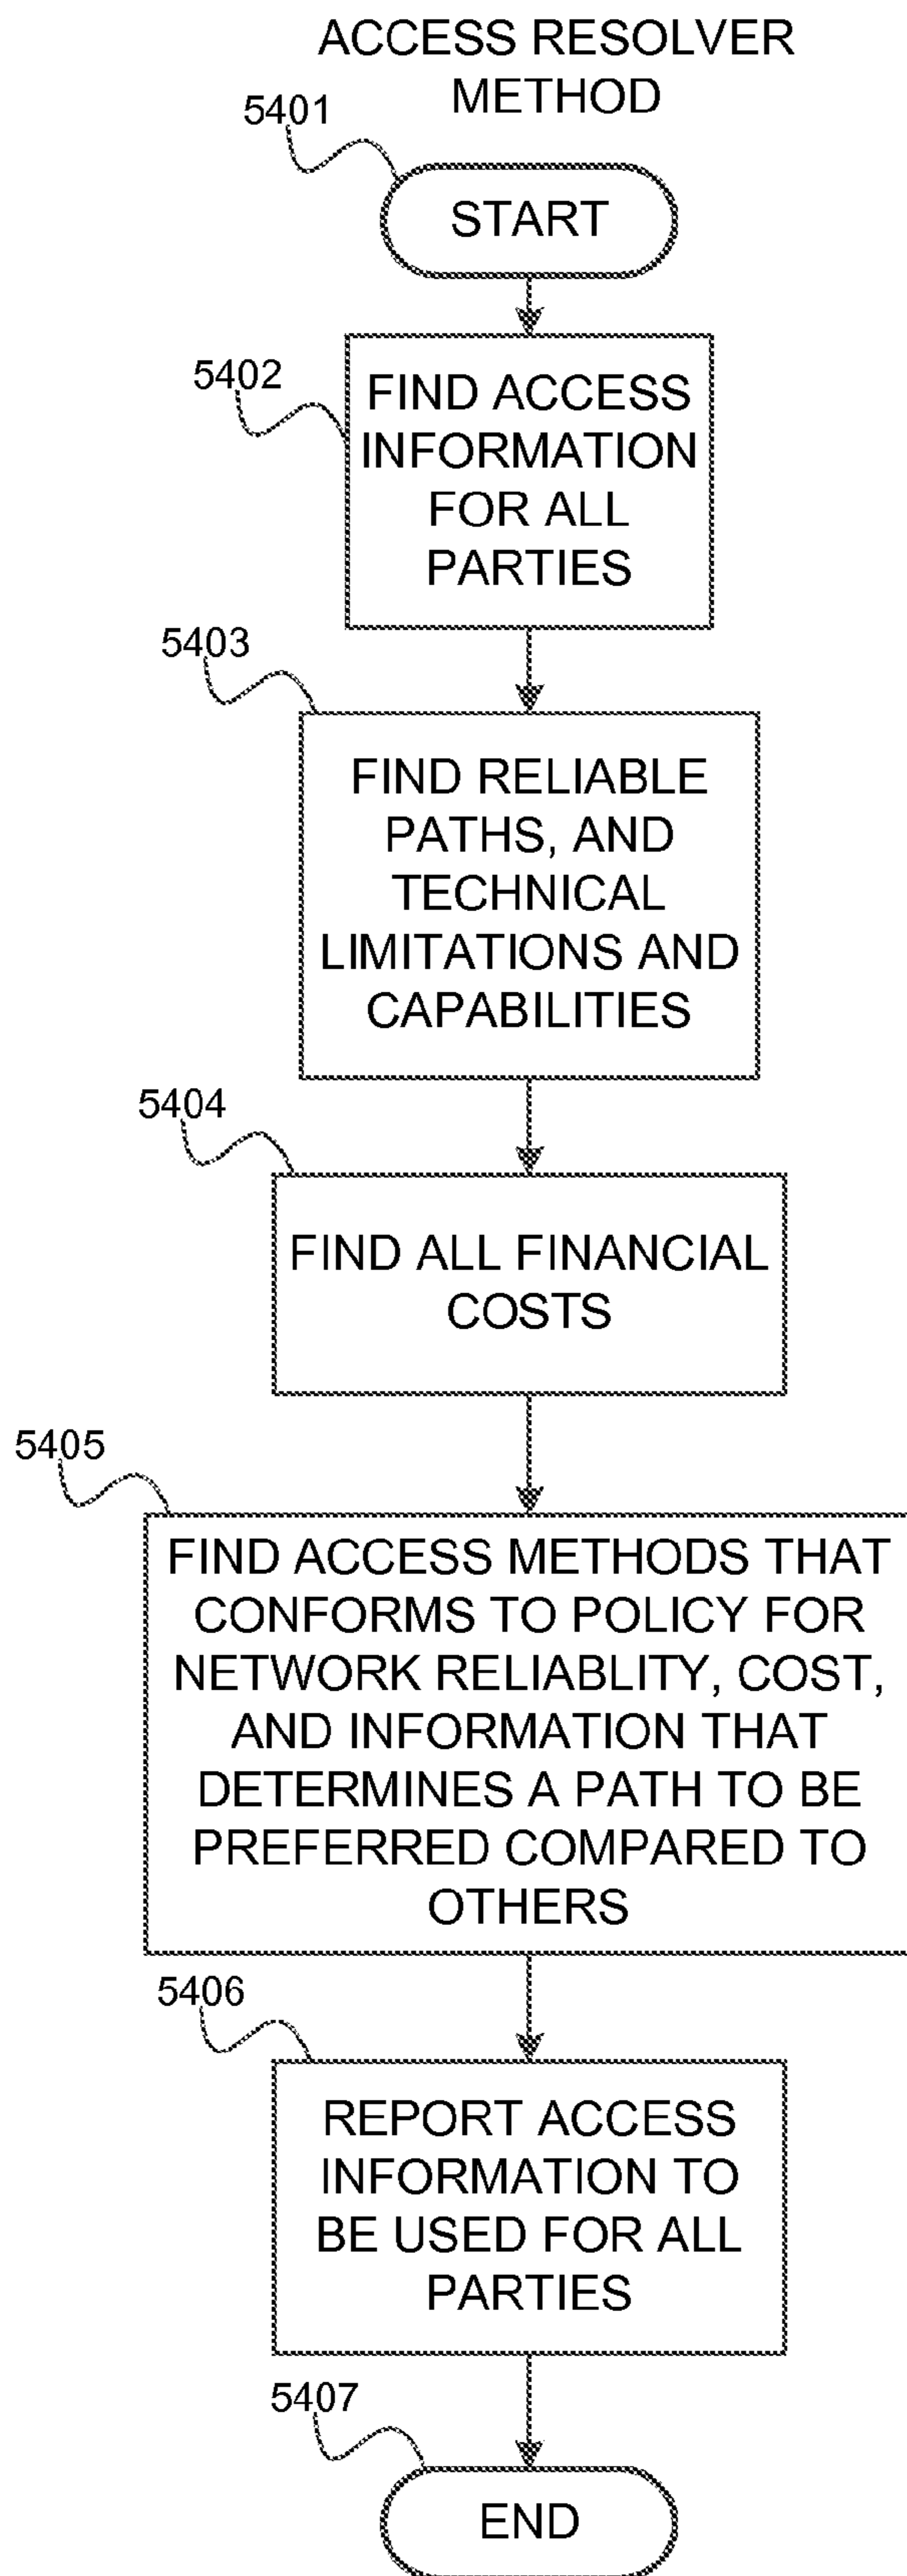 ACCESS RESOLVER
METHOD
5401
START
5402
FIND ACCESS
INFORMATION
FOR ALL
PARTIES
5403
FIND RELIABLE
PATHS, AND
TECHNICAL
LIMITATIONS AND
CAPABILITIES
5404
FIND ALL FINANCIAL
COSTS
5405
FIND ACCESS METHODS THAT
CONFORMS TO POLICY FOR
NETWORK RELIABLITY, COST,
AND INFORMATION THAT
DETERMINES A PATH TO BE
PREFERRED COMPARED TO
OTHERS
5406
REPORT ACCESS
INFORMATION TO
BE USED FOR ALL
PARTIES
5407
END